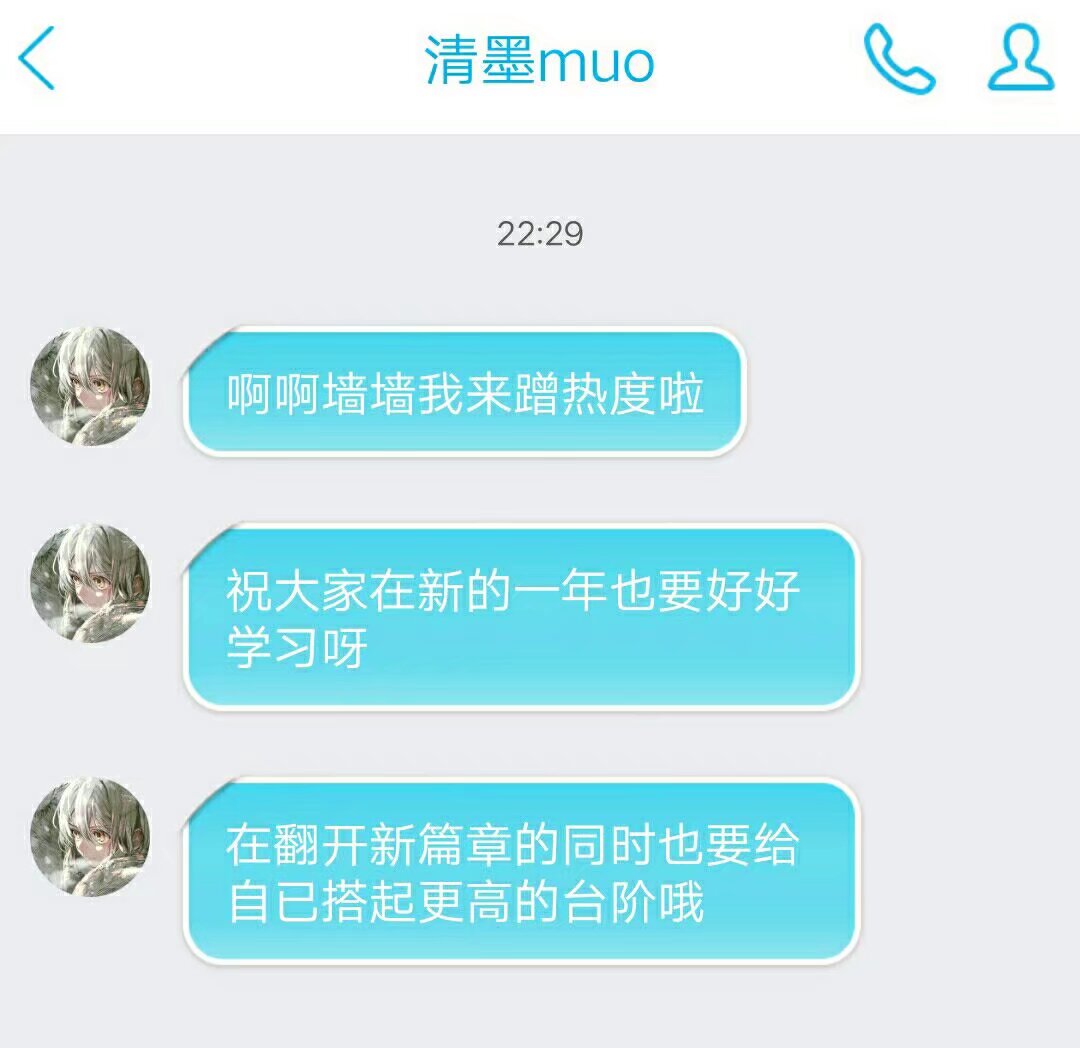 清墨muo
22:29
啊啊墙墙我来蹭热度啦
祝大家在新的一年也要好好
学习呀
在翻开新篇章的同时也要给
自已搭起更高的台阶哦